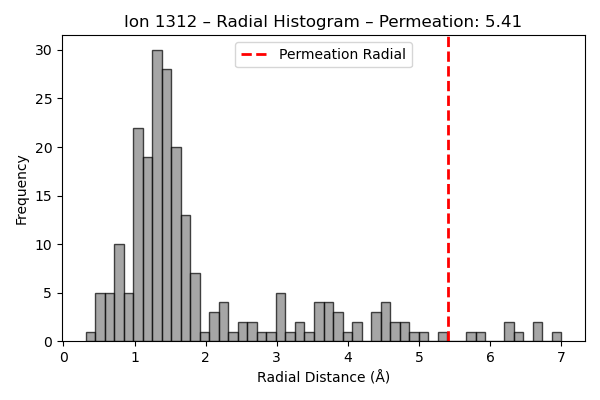 Ion 1312 – Radial Histogram – Permeation: 5.41
Permeation Radial
Frequency
30
25
20
15
10
5
0
0 1 2 3 4 5 6 7
Radial Distance (Å)